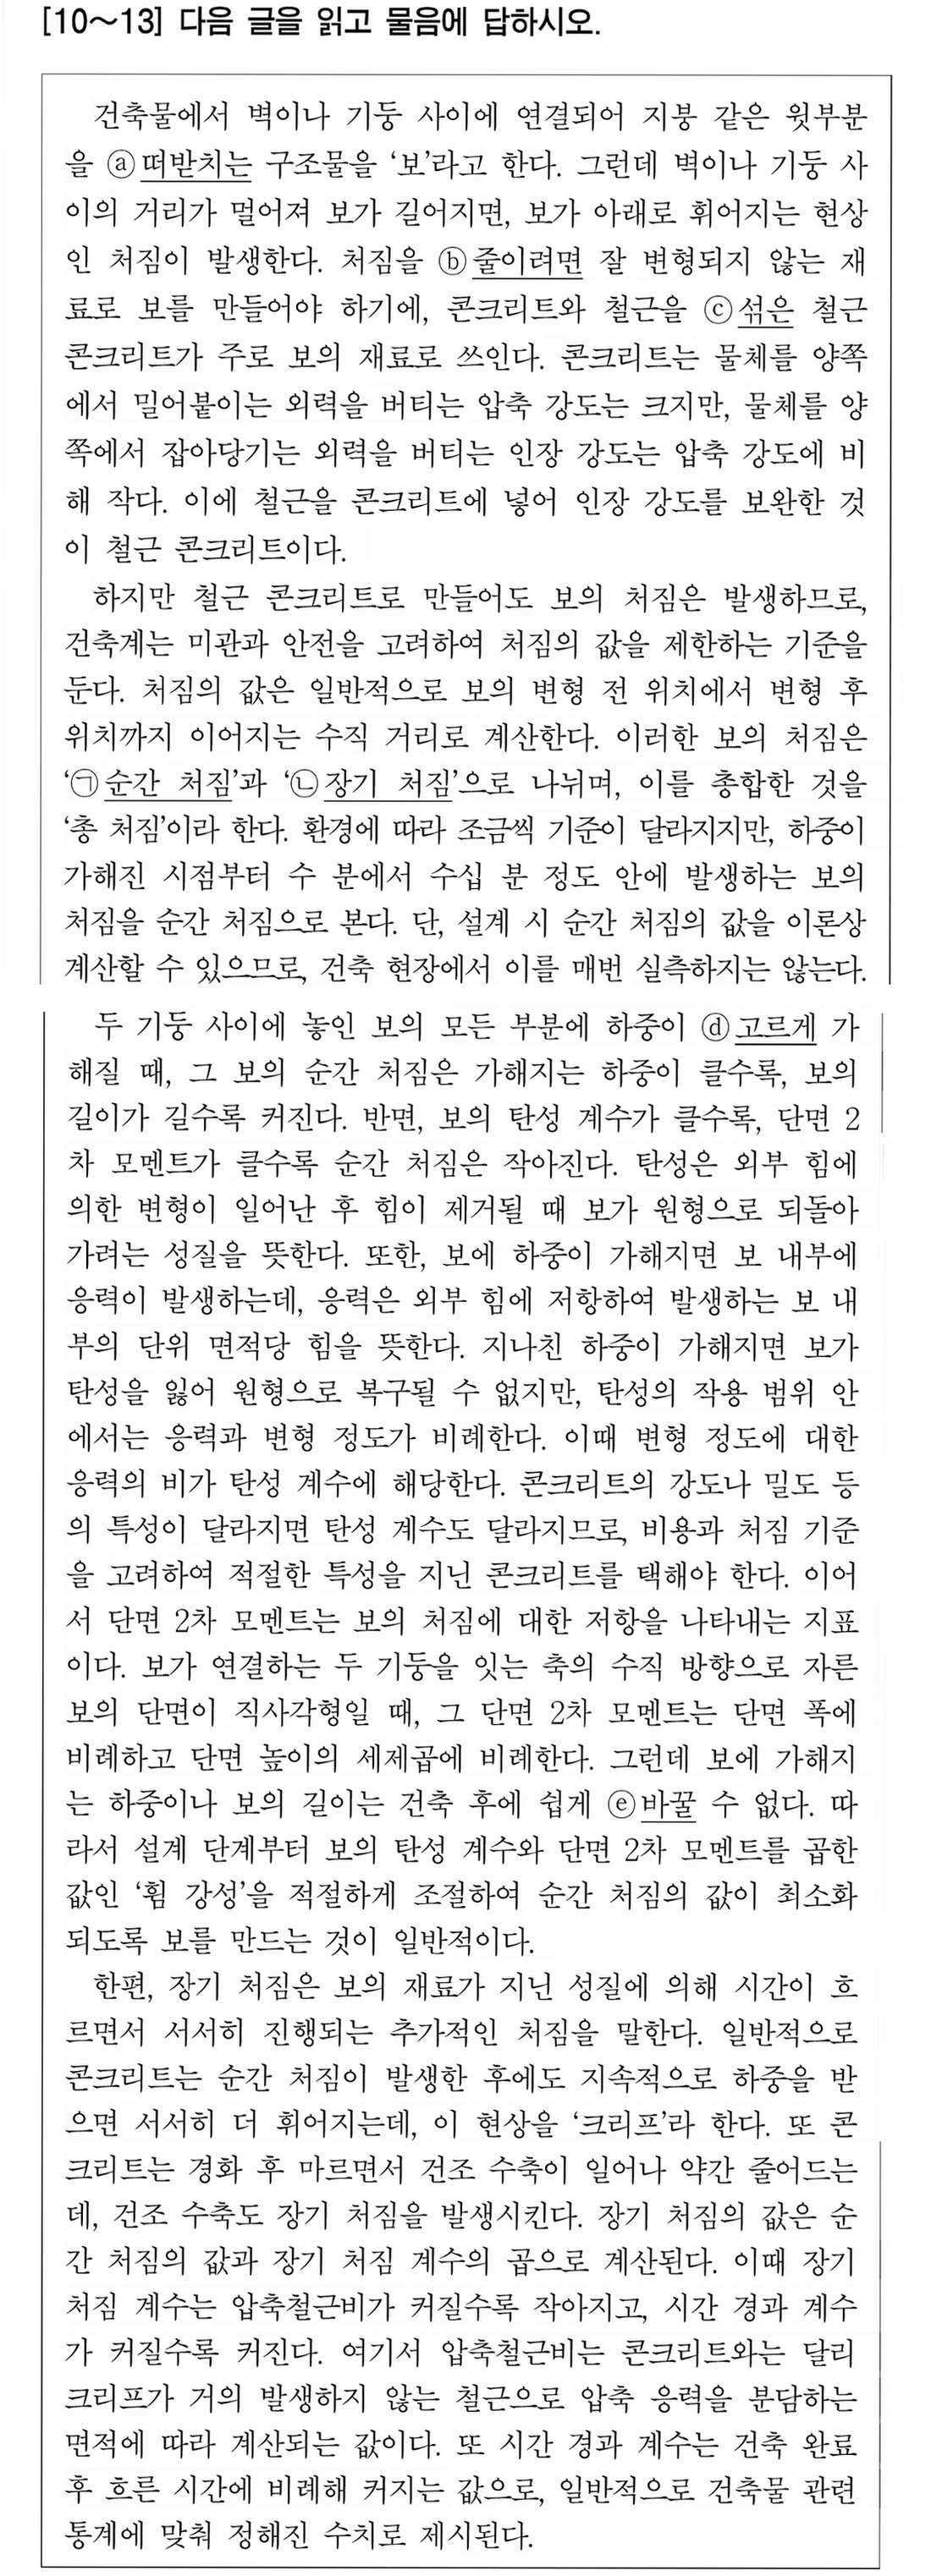 [10~13] 다음 글을 읽고 물음에 답하시오.
건축물에서 벽이나 기둥 사이에 연결되어 지붕 같은 윗부분
을 ⓐ떠받치는 구조물을 ‘보’라고 한다. 그런데 벽이나 기둥 사
이의 거리가 멀어져 보가 길어지면, 보가 아래로 휘어지는 현상
인 처짐이 발생한다. 처짐을 ⓑ줄이려면 잘 변형되지 않는 재
료로 보를 만들어야 하기에, 콘크리트와 철근을 ⓒ섞은 철근
콘크리트가 주로 보의 재료로 쓰인다. 콘크리트는 물체를 양쪽
에서 밀어붙이는 외력을 버티는 압축 강도는 크지만, 물체를 양
쪽에서 잡아당기는 외력을 버티는 인장 강도는 압축 강도에 비
해 작다. 이에 철근을 콘크리트에 넣어 인장 강도를 보완한 것
이 철근 콘크리트이다.
하지만 철근 콘크리트로 만들어도 보의 처짐은 발생하므로,
건축계는 미관과 안전을 고려하여 처짐의 값을 제한하는 기준을
둔다. 처짐의 값은 일반적으로 보의 변형 전 위치에서 변형 후
위치까지 이어지는 수직 거리로 계산한다. 이러한 보의 처짐은
‘㉠순간 처짐’과 ‘㉡장기 처짐’으로 나뉘며, 이를 총합한 것을
‘총 처짐’이라 한다. 환경에 따라 조금씩 기준이 달라지지만, 하중이
가해진 시점부터 수 분에서 수십 분 정도 안에 발생하는 보의
처짐을 순간 처짐으로 본다. 단, 설계 시 순간 처짐의 값을 이론상
계산할 수 있으므로, 건축 현장에서 이를 매번 실측하지는 않는다.
두 기둥 사이에 놓인 보의 모든 부분에 하중이 ⓓ고르게 가
해질 때, 그 보의 순간 처짐은 가해지는 하중이 클수록, 보의
길이가 길수록 커진다. 반면, 보의 탄성 계수가 클수록, 단면 2
차 모멘트가 클수록 순간 처짐은 작아진다. 탄성은 외부 힘에
의한 변형이 일어난 후 힘이 제거될 때 보가 원형으로 되돌아
가려는 성질을 뜻한다. 또한, 보에 하중이 가해지면 보 내부에
응력이 발생하는데, 응력은 외부 힘에 저항하여 발생하는 보 내
부의 단위 면적당 힘을 뜻한다. 지나친 하중이 가해지면 보가
탄성을 잃어 원형으로 복구될 수 없지만, 탄성의 작용 범위 안
에서는 응력과 변형 정도가 비례한다. 이때 변형 정도에 대한
응력의 비가 탄성 계수에 해당한다. 콘크리트의 강도나 밀도 등
의 특성이 달라지면 탄성 계수도 달라지므로, 비용과 처짐 기준
을 고려하여 적절한 특성을 지닌 콘크리트를 택해야 한다. 이어
서 단면 2차 모멘트는 보의 처짐에 대한 저항을 나타내는 지표
이다. 보가 연결하는 두 기둥을 잇는 축의 수직 방향으로 자른
보의 단면이 직사각형일 때, 그 단면 2차 모멘트는 단면 폭에
비례하고 단면 높이의 세제곱에 비례한다. 그런데 보에 가해지
는 하중이나 보의 길이는 건축 후에 쉽게 ⓔ바꿀 수 없다. 따
라서 설계 단계부터 보의 탄성 계수와 단면 2차 모멘트를 곱한
값인 ‘휨 강성’을 적절하게 조절하여 순간 처짐의 값이 최소화
되도록 보를 만드는 것이 일반적이다.
한편, 장기 처짐은 보의 재료가 지닌 성질에 의해 시간이 흐
르면서 서서히 진행되는 추가적인 처짐을 말한다. 일반적으로
콘크리트는 순간 처짐이 발생한 후에도 지속적으로 하중을 받
으면 서서히 더 휘어지는데, 이 현상을 ‘크리프’라 한다. 또 콘
크리트는 경화 후 마르면서 건조 수축이 일어나 약간 줄어드는
데, 건조 수축도 장기 처짐을 발생시킨다. 장기 처짐의 값은 순
간 처짐의 값과 장기 처짐 계수의 곱으로 계산된다. 이때 장기
처짐 계수는 압축철근비가 커질수록 작아지고, 시간 경과 계수
가 커질수록 커진다. 여기서 압축철근비는 콘크리트와는 달리
크리프가 거의 발생하지 않는 철근으로 압축 응력을 분담하는
면적에 따라 계산되는 값이다. 또 시간 경과 계수는 건축 완료
후 흐른 시간에 비례해 커지는 값으로, 일반적으로 건축물 관련
통계에 맞춰 정해진 수치로 제시된다.